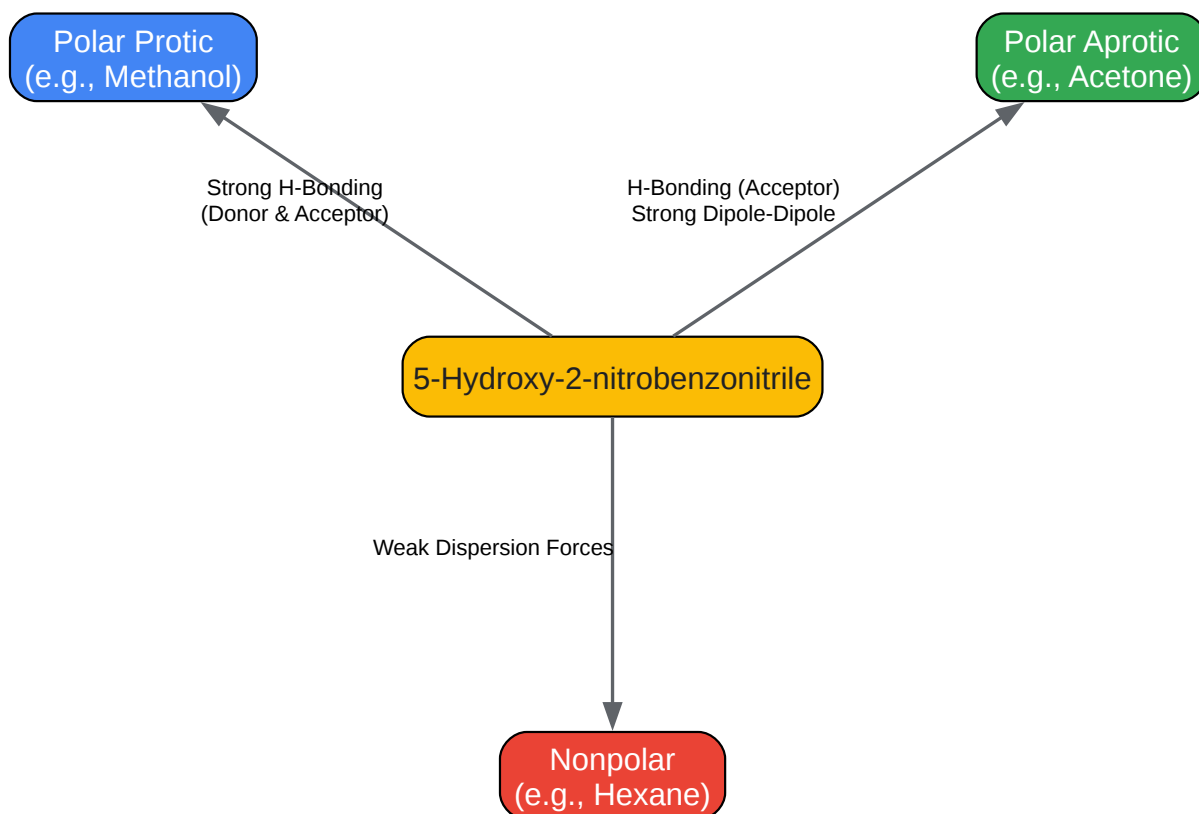 Polar Protic
(e.g., Methanol)
Polar Aprotic
(e.g., Acetone)
Strong H-Bonding
(Donor & Acceptor)
H-Bonding (Acceptor)
Strong Dipole-Dipole
5-Hydroxy-2-nitrobenzonitrile
Weak Dispersion Forces
Nonpolar
(e.g., Hexane)